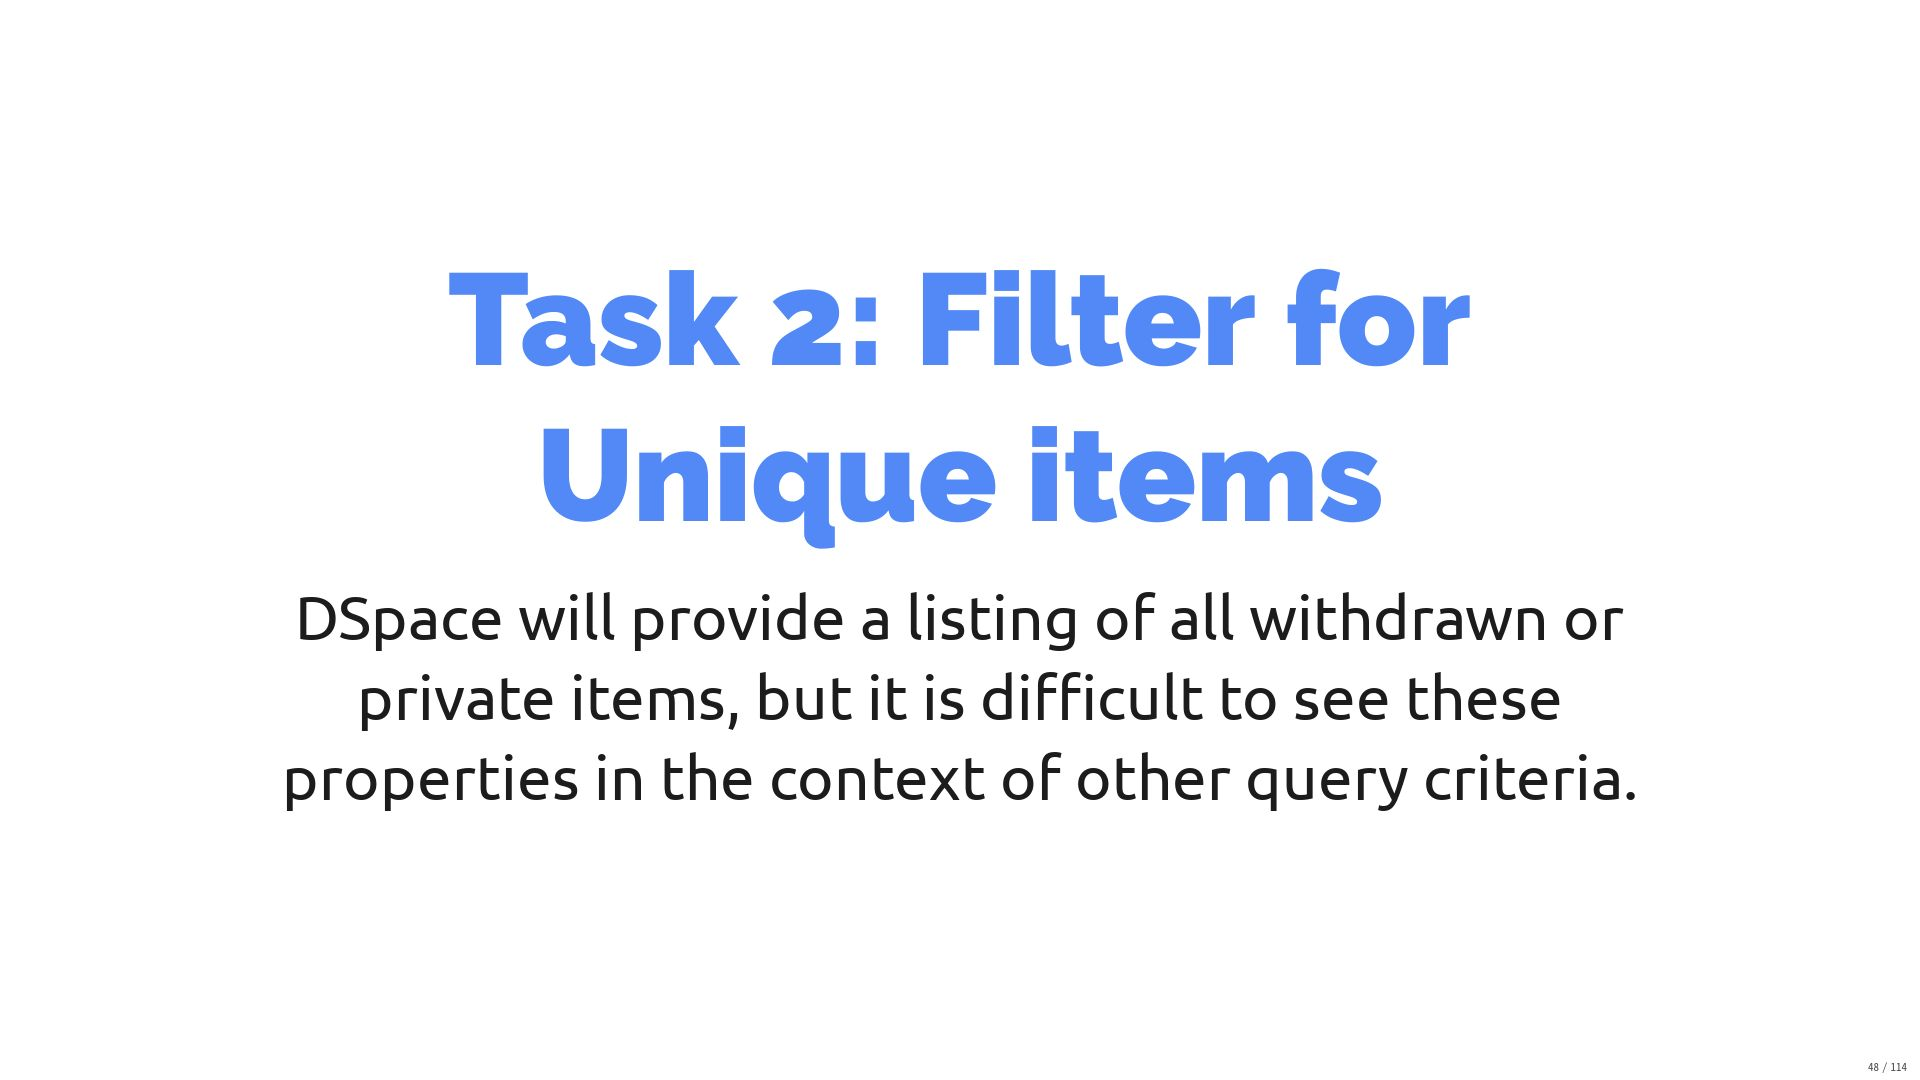 Task 2: Filter for
Unique items
DSpace will provide a listing of all withdrawn or
private items, but it is difficult to see these
properties in the context of other query criteria.
48 / 114